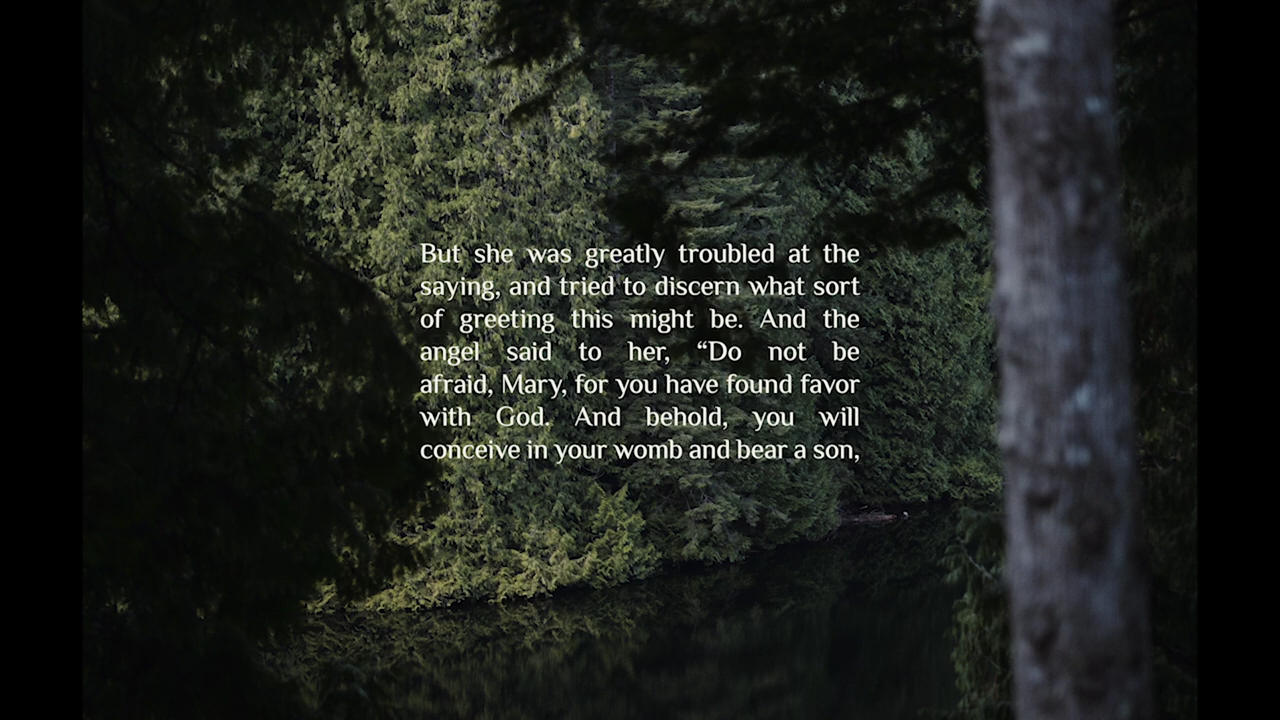 But she was greatly troubled at the
saying, and tried to discern what sort
of greeting this might be. And the
angel said to her, “Do not be
afraid, Mary, for you have found favor
with God. And behold, you will
conceive in your womb and bear a son,